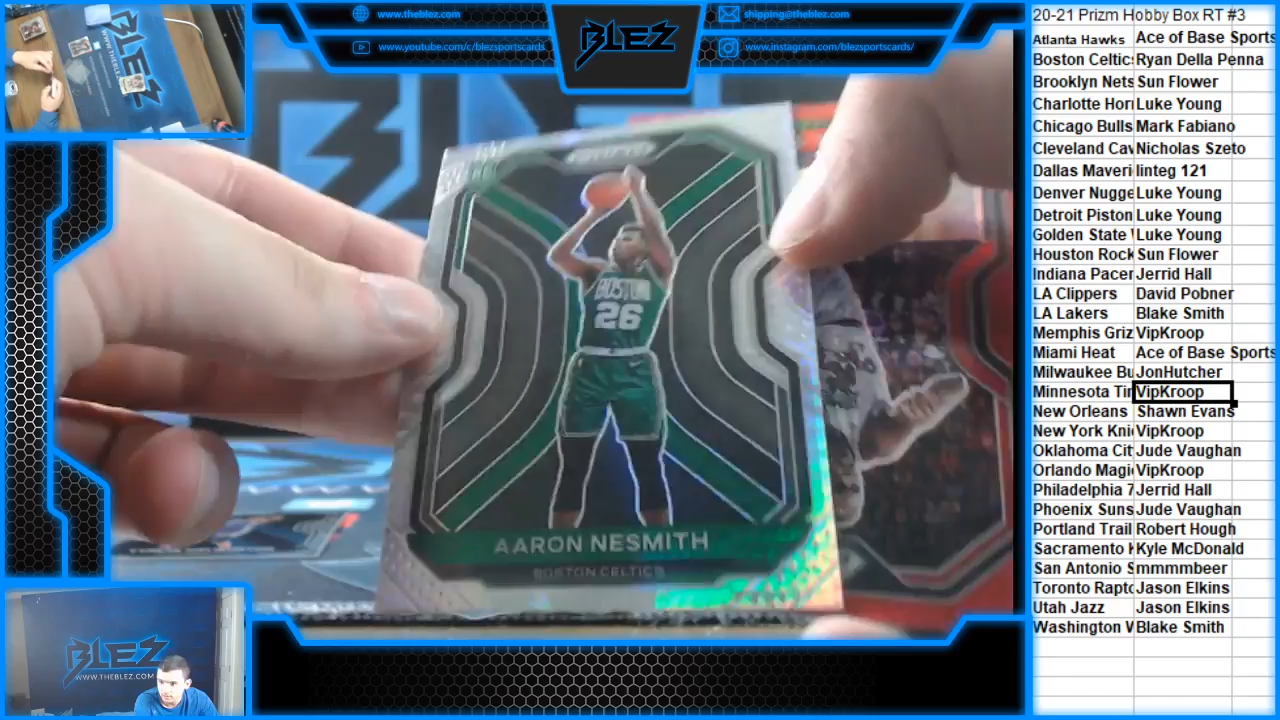 www.theblez.com
www.youtube.com/c/blezsportscards
BLEZ
shipping@theblez.com
www.instagram.com/blezsportscards/
BLEZ
PRIZM
BOSTON
26
AARON NESMITH
BOSTON CELTICS
BLEZ
WWW.THEBLEZ.COM
20-21 Prizm Hobby Box RT #3
Atlanta Hawks Ace of Base Sports
Boston Celtics Ryan Della Penna
Brooklyn Nets Sun Flower
Charlotte Horn Luke Young
Chicago Bulls Mark Fabiano
Cleveland Cav Nicholas Szeto
Dallas Maveri linteg 121
Denver Nugge Luke Young
Detroit Piston Luke Young
Golden State Luke Young
Houston Rock Sun Flower
Indiana Pacer Jerrid Hall
LA Clippers David Pobner
LA Lakers Blake Smith
Memphis Griz VipKroop
Miami Heat Ace of Base Sports
Milwaukee Bu JonHutcher
Minnesota Tim VipKroop
New Orleans Shawn Evans
New York Kni VipKroop
Oklahoma Cit Jude Vaughan
Orlando Magi VipKroop
Philadelphia 7 Jerrid Hall
Phoenix Suns Jude Vaughan
Portland Trail Robert Hough
Sacramento K Kyle McDonald
San Antonio S mmmmbeer
Toronto Rapto Jason Elkins
Utah Jazz Jason Elkins
Washington W Blake Smith